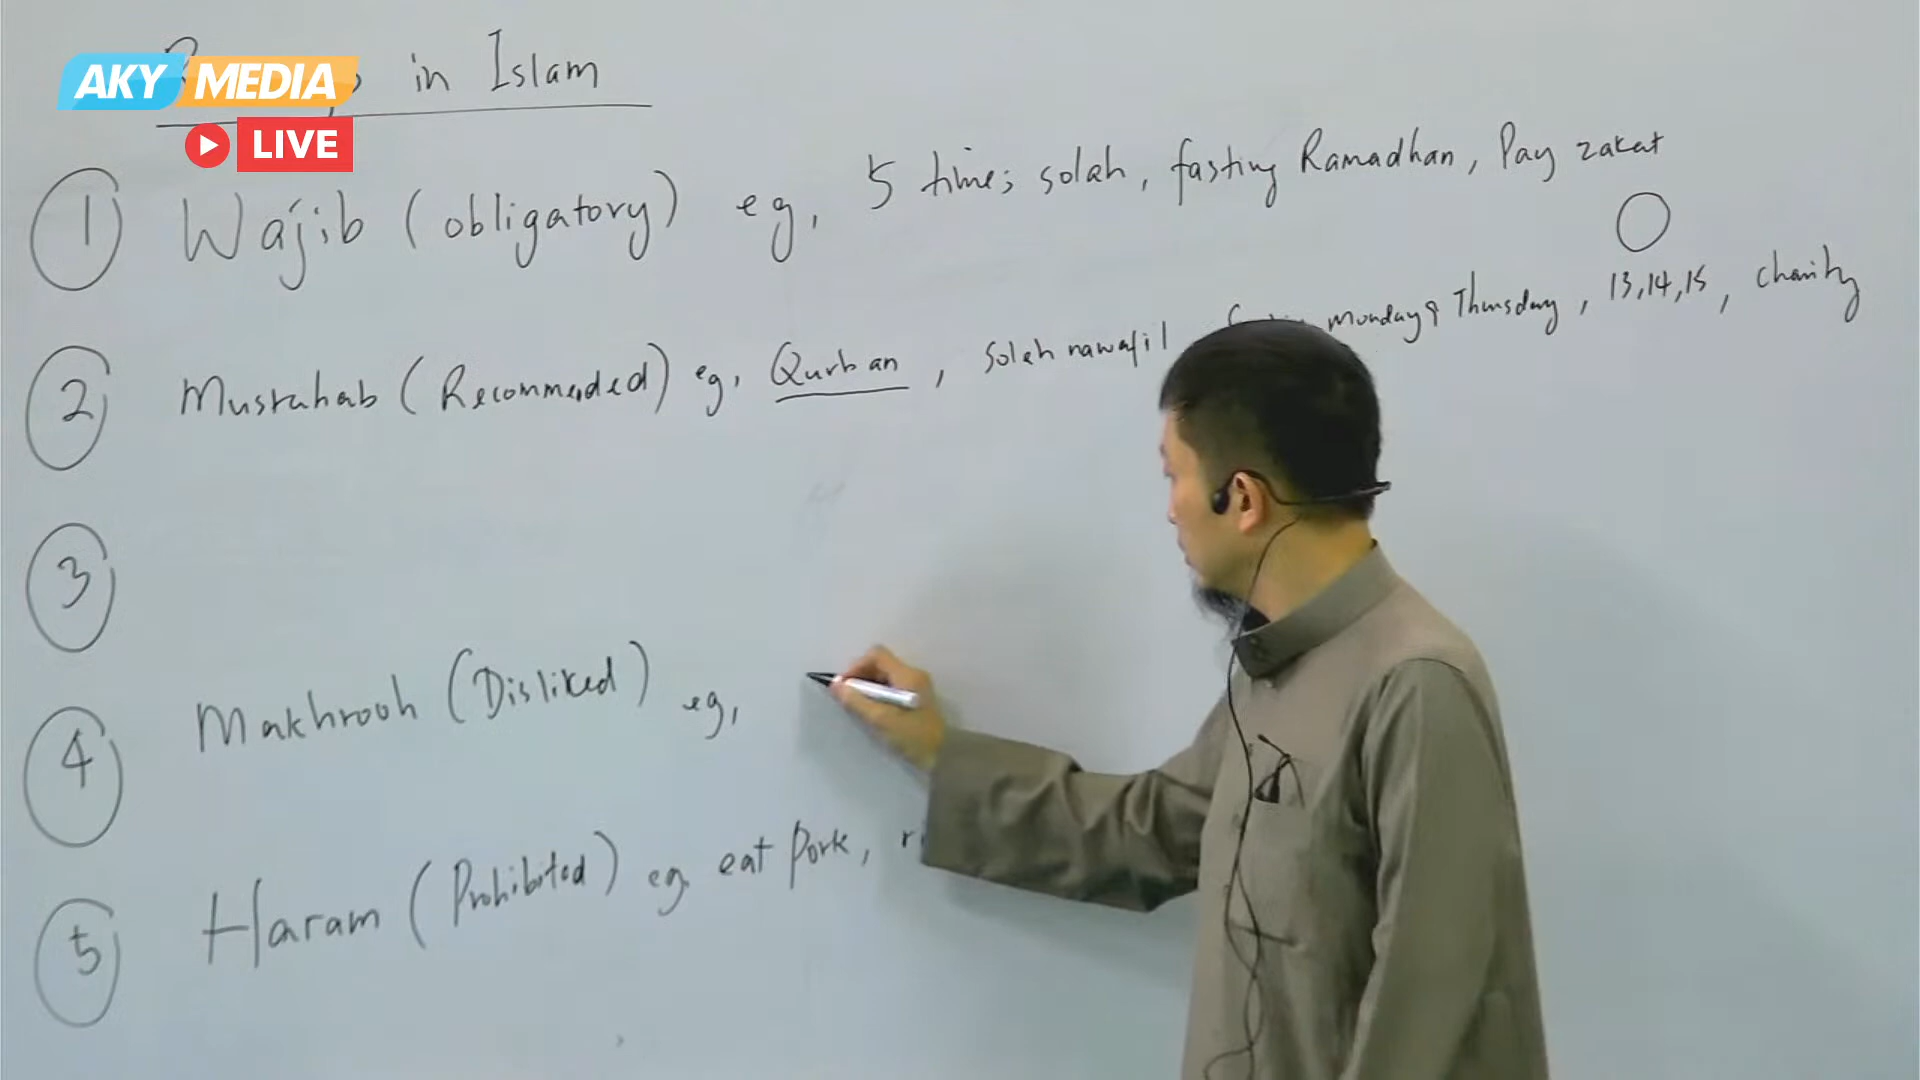 AKY MEDIA
LIVE
in Islam
1 Wájib (obligatory) eg, 5 times solah, fasting Ramadhan, Pay zakat
2 Mustahab (Recommended) eg, Qurban, Solah nawafil monday & Thursday, 13,14,15, charity
3
4 Makhrooh (Disliked) eg,
5 Haram (Prohibited) eg. eat Pork,